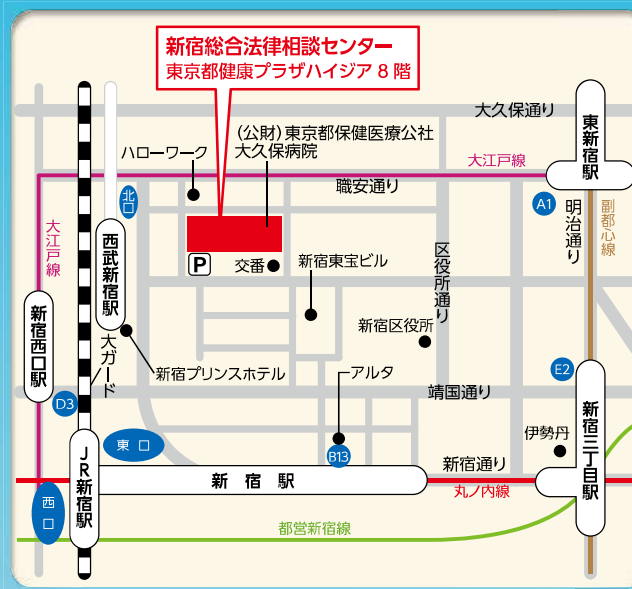 新宿総合法律相談センター
東京都健康プラザハイジア 8 階
大久保通り
東新宿駅
(公財)東京都保健医療公社
大久保病院
ハローワーク
大江戸線
職安通り
北口
A1
明治通り
副都心線
大江戸線
西武新宿駅
P
交番
新宿東宝ビル
区役所通り
新宿西口駅
大ガード
新宿区役所
新宿プリンスホテル
アルタ
E2
靖国通り
D3
新宿三丁目駅
伊勢丹
東 口
JR新宿駅
B13
新宿通り
新 宿 駅
丸ノ内線
西口
都営新宿線